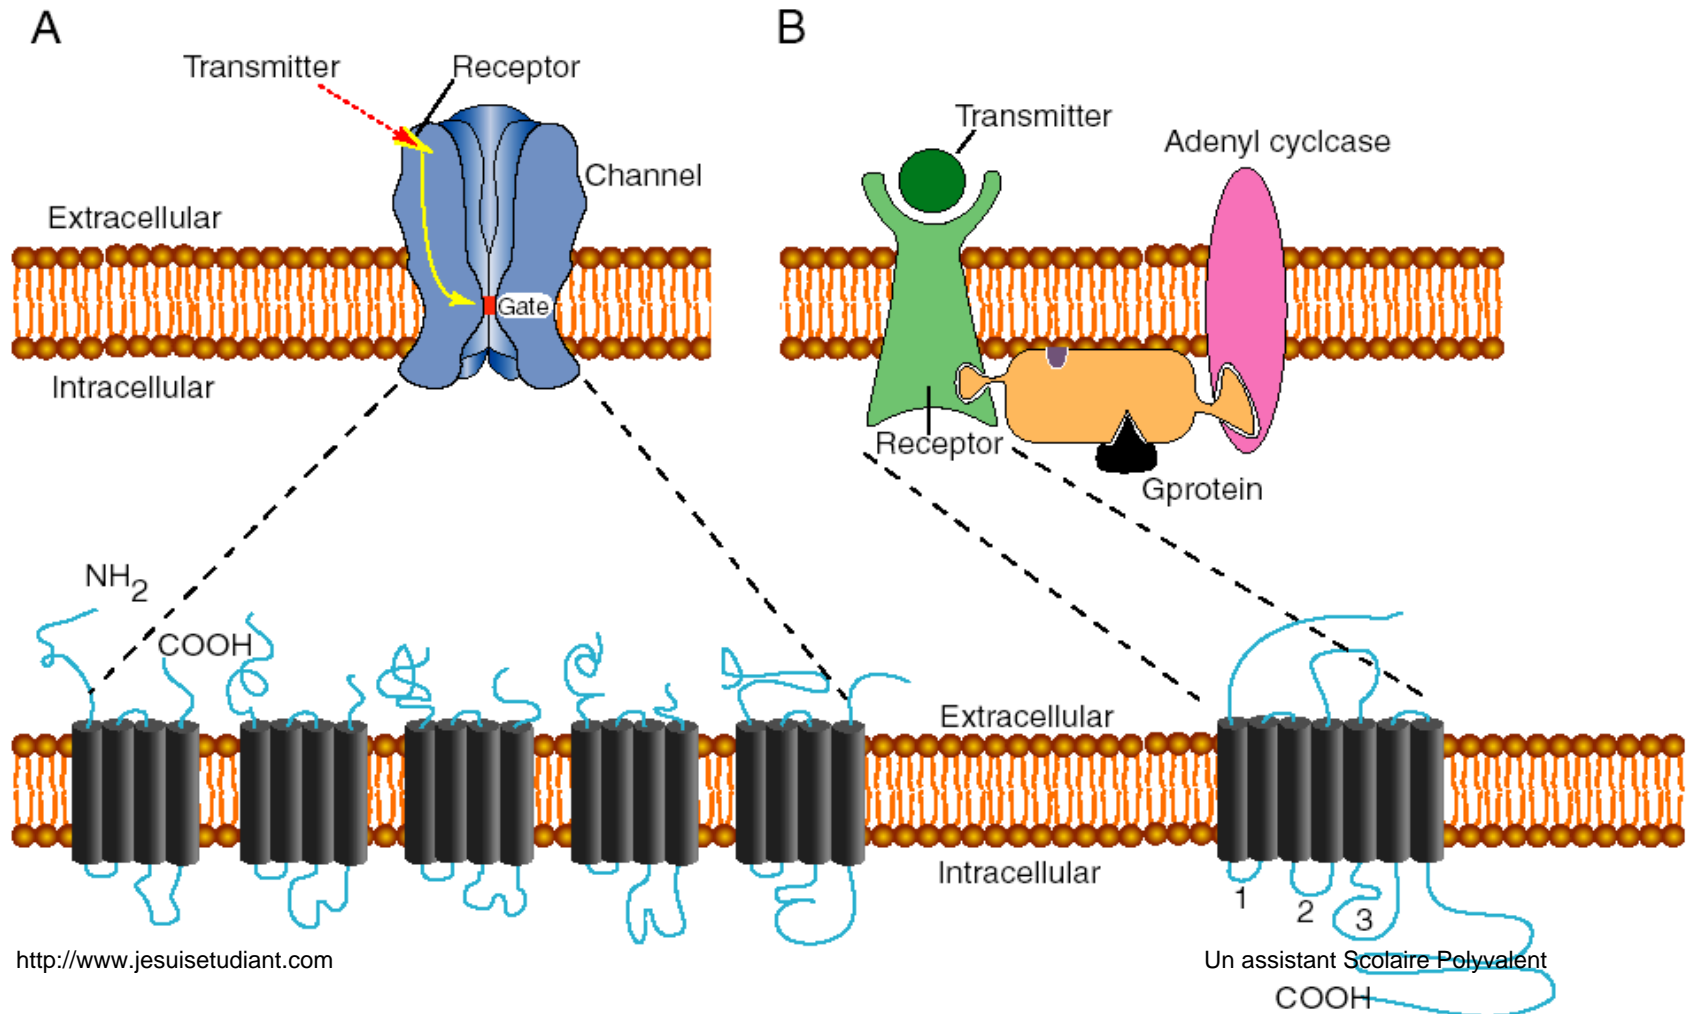 A
Transmitter
Receptor
Channel
Extracellular
Gate
Intracellular
B
Transmitter
Adenyl cyclcase
Receptor
Gprotein
NH2
COOH
Extracellular
Intracellular
1
2
3
COOH
http://www.jesuisetudiant.com
Un assistant Scolaire Polyvalent